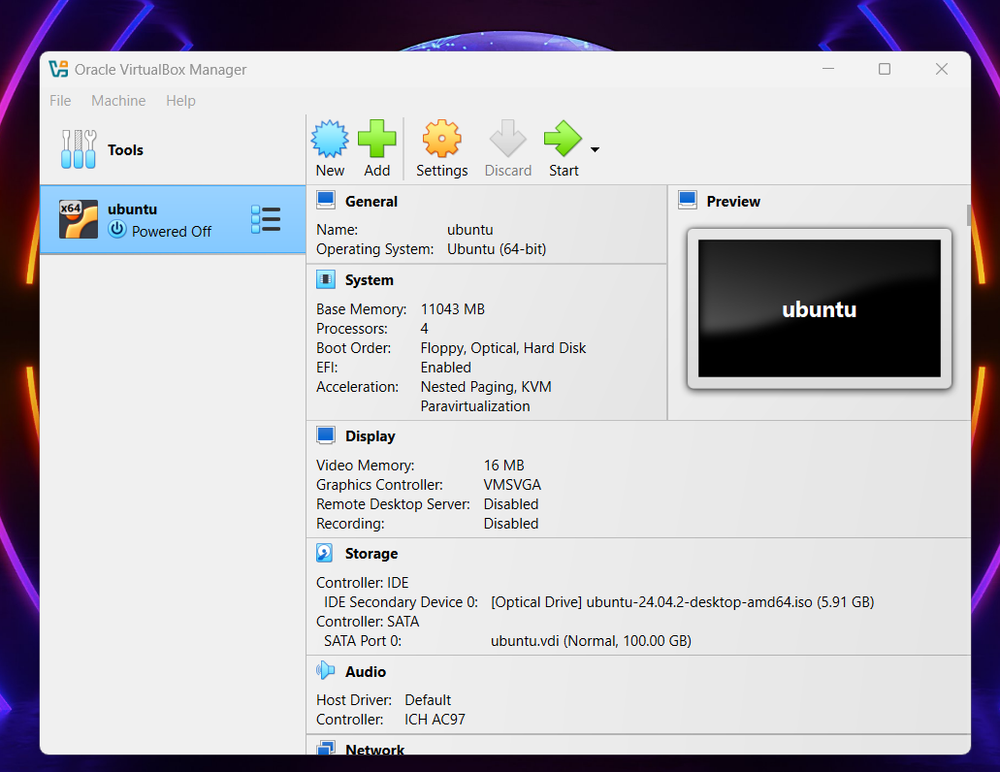 Oracle VirtualBox Manager
File Machine Help
Tools
New Add Settings Discard Start
x64
ubuntu
Powered Off
General
Name: ubuntu
Operating System: Ubuntu (64-bit)
Preview
ubuntu
System
Base Memory: 11043 MB
Processors: 4
Boot Order: Floppy, Optical, Hard Disk
EFI: Enabled
Acceleration: Nested Paging, KVM
Paravirtualization
Display
Video Memory: 16 MB
Graphics Controller: VMSVGA
Remote Desktop Server: Disabled
Recording: Disabled
Storage
Controller: IDE
IDE Secondary Device 0: [Optical Drive] ubuntu-24.04.2-desktop-amd64.iso (5.91 GB)
Controller: SATA
SATA Port 0: ubuntu.vdi (Normal, 100.00 GB)
Audio
Host Driver: Default
Controller: ICH AC97
Network